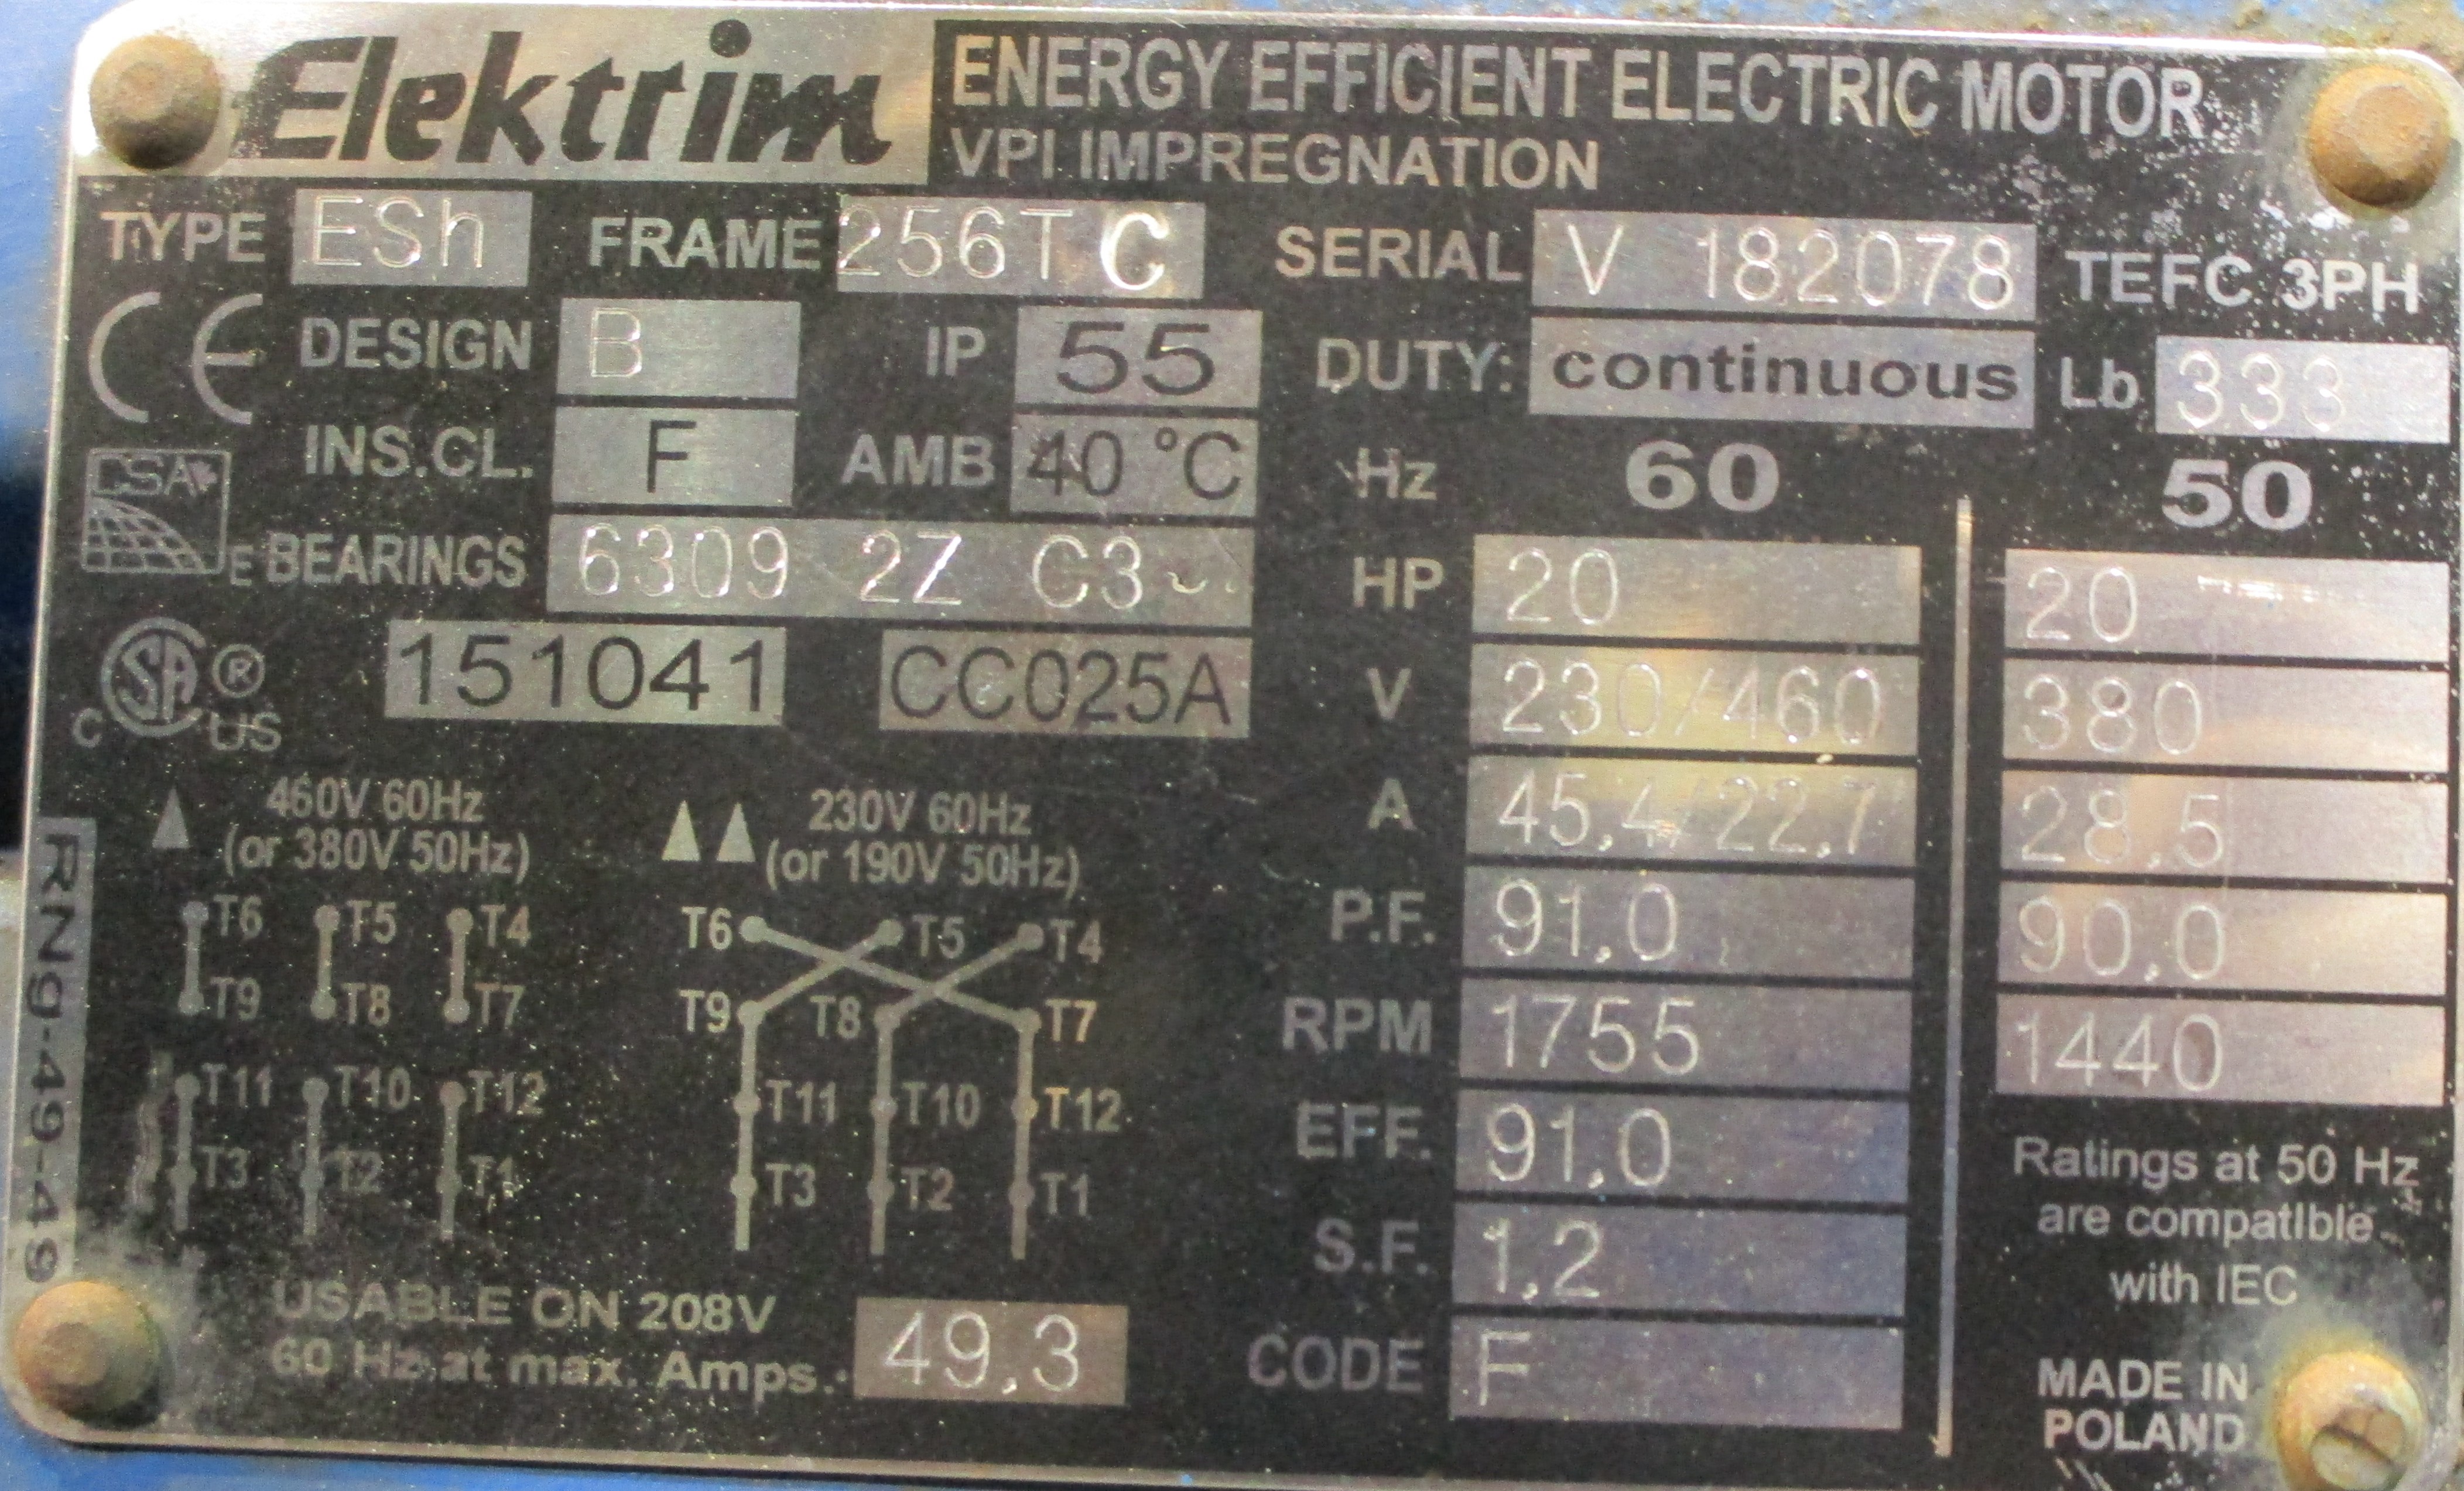 Elektrim ENERGY EFFICIENT ELECTRIC MOTOR
VPI IMPREGNATION
TYPE ESh FRAME 256T C SERIAL V 182078 TEFC 3PH
CE DESIGN B IP 55 DUTY: continuous Lb 333
INS.CL. F AMB 40 °C Hz 60 50
CSA E BEARINGS 6309 2Z C3 HP 20 20
C SA ® US 151041 CC025A V 230/460 380
A 45,4/22,7 28,5
P.F. 91,0 90,0
RPM 1755 1440
EFF. 91,0
S.F. 1,2
CODE F
460V 60Hz
(or 380V 50Hz)
T6 T5 T4
T9 T8 T7
T11 T10 T12
T3 T2 T1
230V 60Hz
(or 190V 50Hz)
T6 T5 T4
T9 T8 T7
T11 T10 T12
T3 T2 T1
USABLE ON 208V
60 Hz at max. Amps. 49,3
Ratings at 50 Hz
are compatible
with IEC
MADE IN
POLAND
RNg-49-49